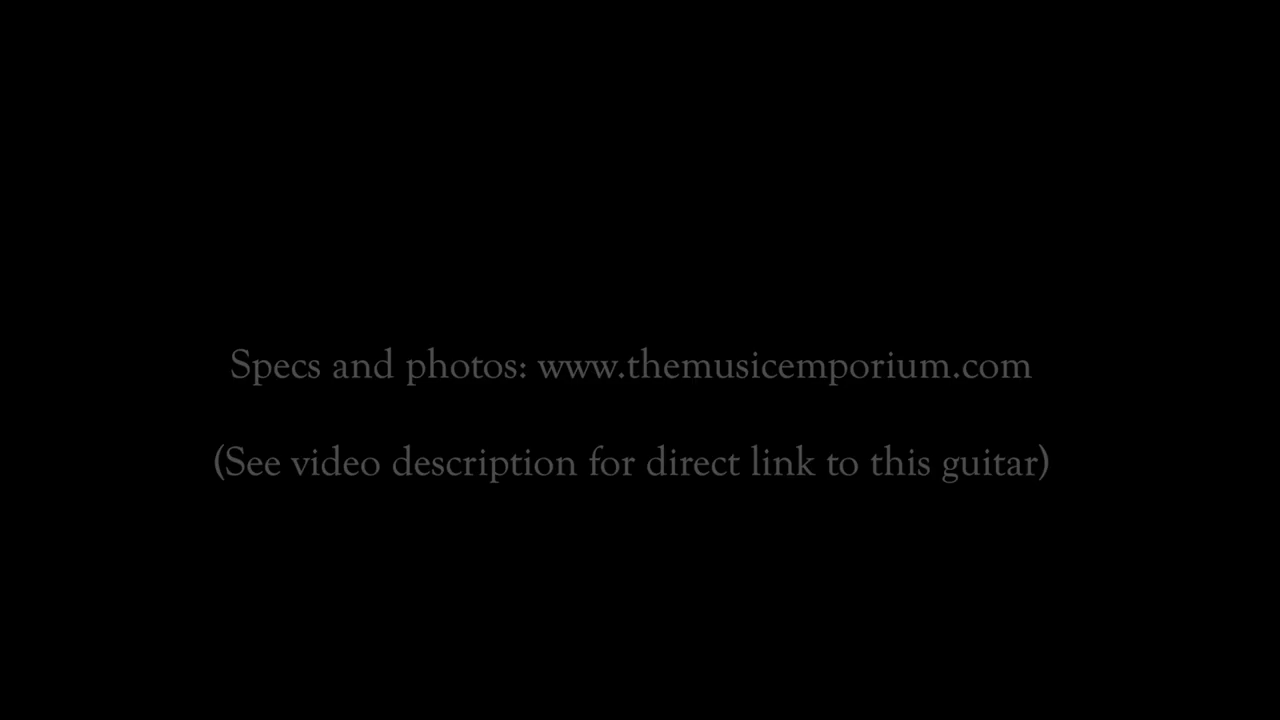 Specs and photos: www.themusicemporium.com
(See video description for direct link to this guitar)